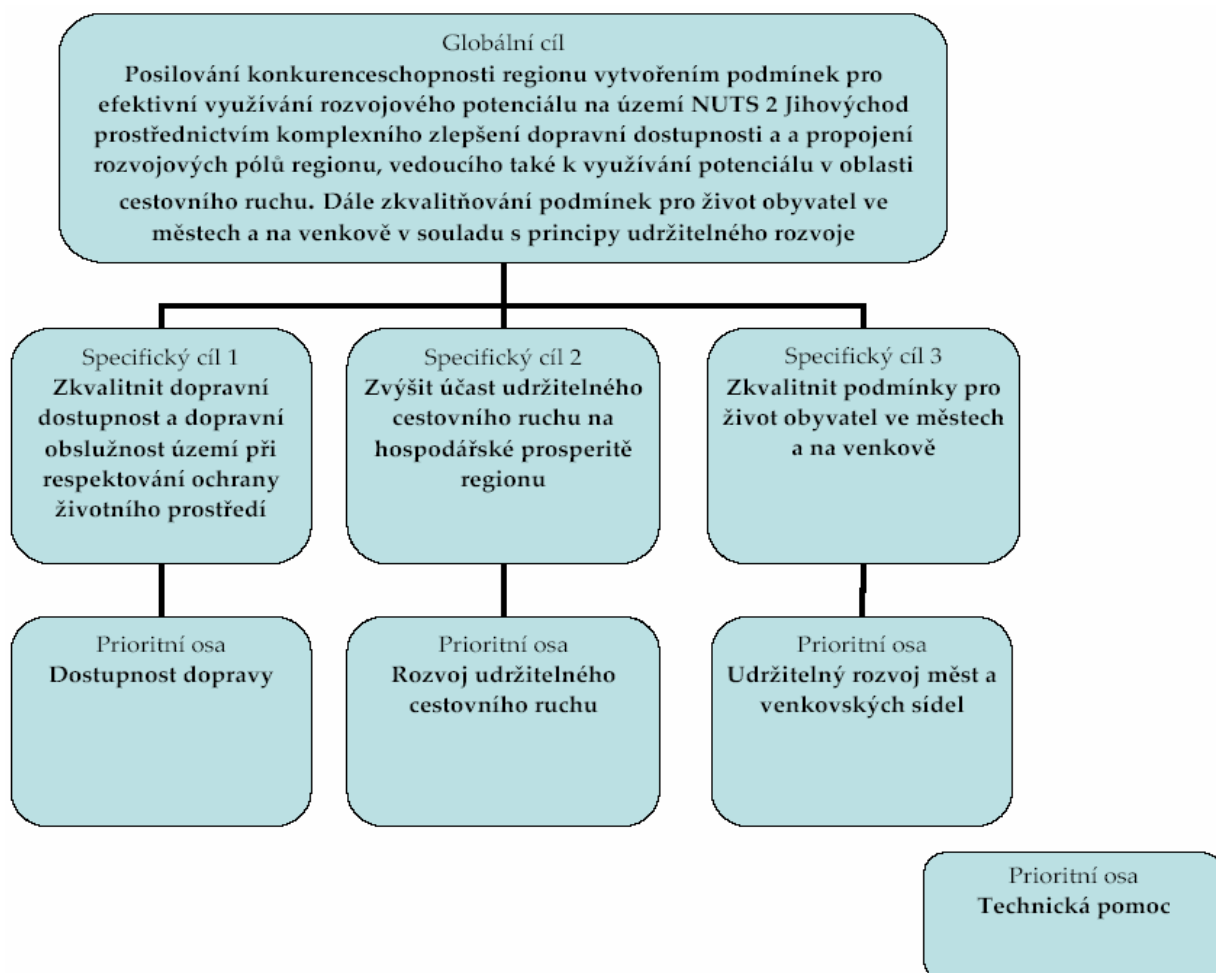 Globální cíl
Posilování konkurenceschopnosti regionu vytvořením podmínek pro
efektivní využívání rozvojového potenciálu na území NUTS 2 Jihovýchod
prostřednictvím komplexního zlepšení dopravní dostupnosti a a propojení
rozvojových pólů regionu, vedoucího také k využívání potenciálu v oblasti
cestovního ruchu. Dále zkvalitňování podmínek pro život obyvatel ve
městech a na venkově v souladu s principy udržitelného rozvoje
Specifický cíl 1
Zkvalitnit dopravní
dostupnost a dopravní
obslužnost území při
respektování ochrany
životního prostředí
Specifický cíl 2
Zvýšit účast udržitelného
cestovního ruchu na
hospodářské prosperitě
regionu
Specifický cíl 3
Zkvalitnit podmínky pro
život obyvatel ve městech
a na venkově
Prioritní osa
Dostupnost dopravy
Prioritní osa
Rozvoj udržitelného
cestovního ruchu
Prioritní osa
Udržitelný rozvoj měst a
venkovských sídel
Prioritní osa
Technická pomoc